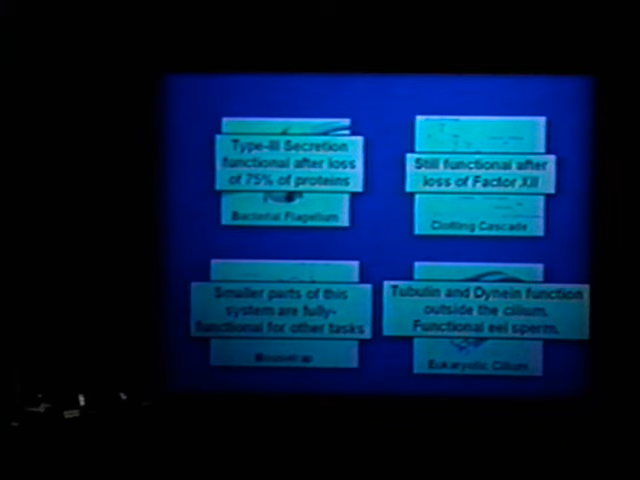 Type-III Secretion
functional after loss
of 75% of proteins
Bacterial Flagellum
Still functional after
loss of Factor XII
Clotting Cascade
Smaller parts of this
system are fully-
functional for other tasks
Mousetrap
Tubulin and Dynein function
outside the cilium.
Functional eel sperm.
Eukaryotic Cilium